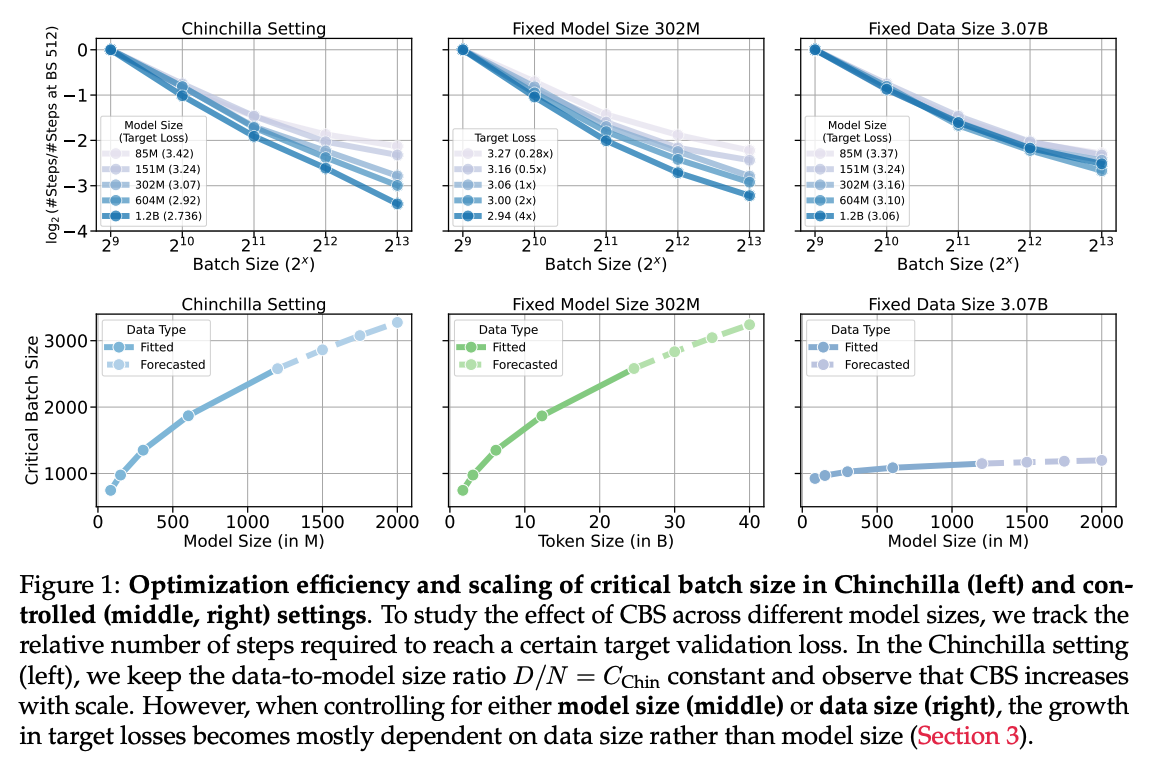 Chinchilla Setting
Fixed Model Size 302M
Fixed Data Size 3.07B
log2 (#Steps/#Steps at BS 512)
0
−1
−2
−3
−4
Model Size
(Target Loss)
85M (3.42)
151M (3.24)
302M (3.07)
604M (2.92)
1.2B (2.736)
Target Loss
3.27 (0.28x)
3.16 (0.5x)
3.06 (1x)
3.00 (2x)
2.94 (4x)
Model Size
(Target Loss)
85M (3.37)
151M (3.24)
302M (3.16)
604M (3.10)
1.2B (3.06)
2^9 2^10 2^11 2^12 2^13
2^9 2^10 2^11 2^12 2^13
2^9 2^10 2^11 2^12 2^13
Batch Size (2^x)
Batch Size (2^x)
Batch Size (2^x)
Chinchilla Setting
Fixed Model Size 302M
Fixed Data Size 3.07B
Critical Batch Size
3000
2000
1000
Data Type
Fitted
Forecasted
Data Type
Fitted
Forecasted
Data Type
Fitted
Forecasted
0 500 1000 1500 2000
0 10 20 30 40
0 500 1000 1500 2000
Model Size (in M)
Token Size (in B)
Model Size (in M)
Figure 1: Optimization efficiency and scaling of critical batch size in Chinchilla (left) and con-
trolled (middle, right) settings. To study the effect of CBS across different model sizes, we track the
relative number of steps required to reach a certain target validation loss. In the Chinchilla setting
(left), we keep the data-to-model size ratio D/N = C_Chin constant and observe that CBS increases
with scale. However, when controlling for either model size (middle) or data size (right), the growth
in target losses becomes mostly dependent on data size rather than model size (Section 3).